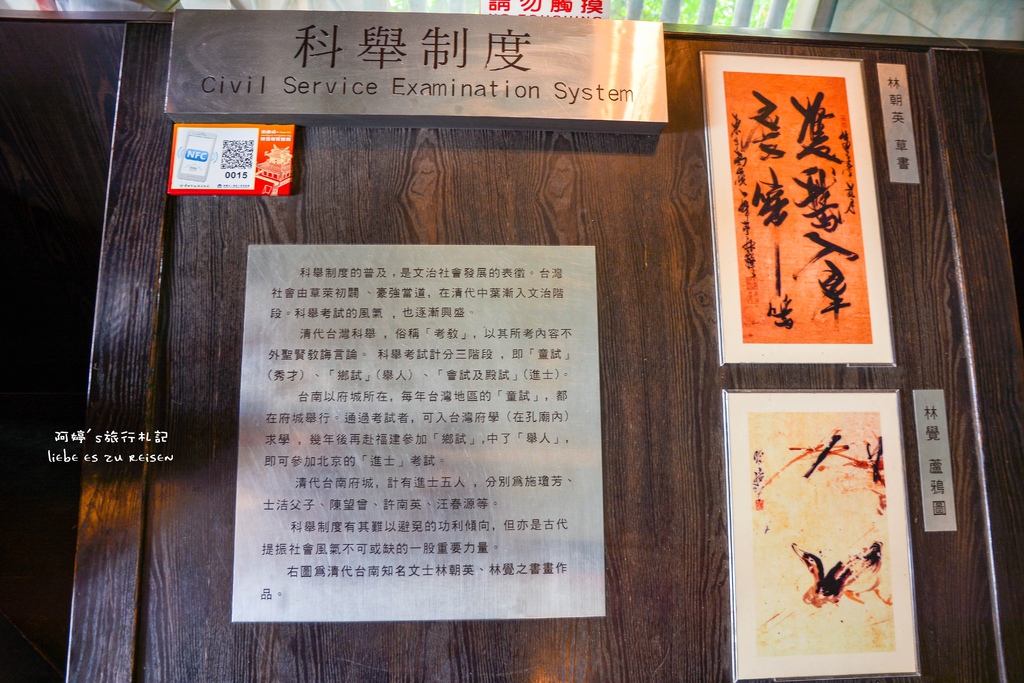 請勿觸摸
科舉制度
Civil Service Examination System
NFC
0015
科舉制度的普及，是文治社會發展的表徵。台灣
社會由草萊初闢、豪強當道，在清代中葉漸入文治階
段。科舉考試的風氣，也逐漸興盛。
清代台灣科舉，俗稱「考教」，以其所考內容不
外聖賢教誨言論。科舉考試計分三階段，即「童試」
（秀才）、「鄉試」（舉人）、「會試及殿試」（進士）。
台南以府城所在，每年台灣地區的「童試」，都
在府城舉行。通過考試者，可入台灣府學（在孔廟內）
求學，幾年後再赴福建參加「鄉試」，中了「舉人」，
即可參加北京的「進士」考試。
清代台南府城，計有進士五人，分別為施瓊芳、
士洁父子、陳望曾、許南英、汪春源等。
科舉制度有其難以避免的功利傾向，但亦是古代
提振社會風氣不可或缺的一股重要力量。
右圖為清代台南知名文士林朝英、林覺之書畫作
品。
林朝英 草書
林覺 蘆鴉圖
阿婷's旅行札記
liebe es zu reisen